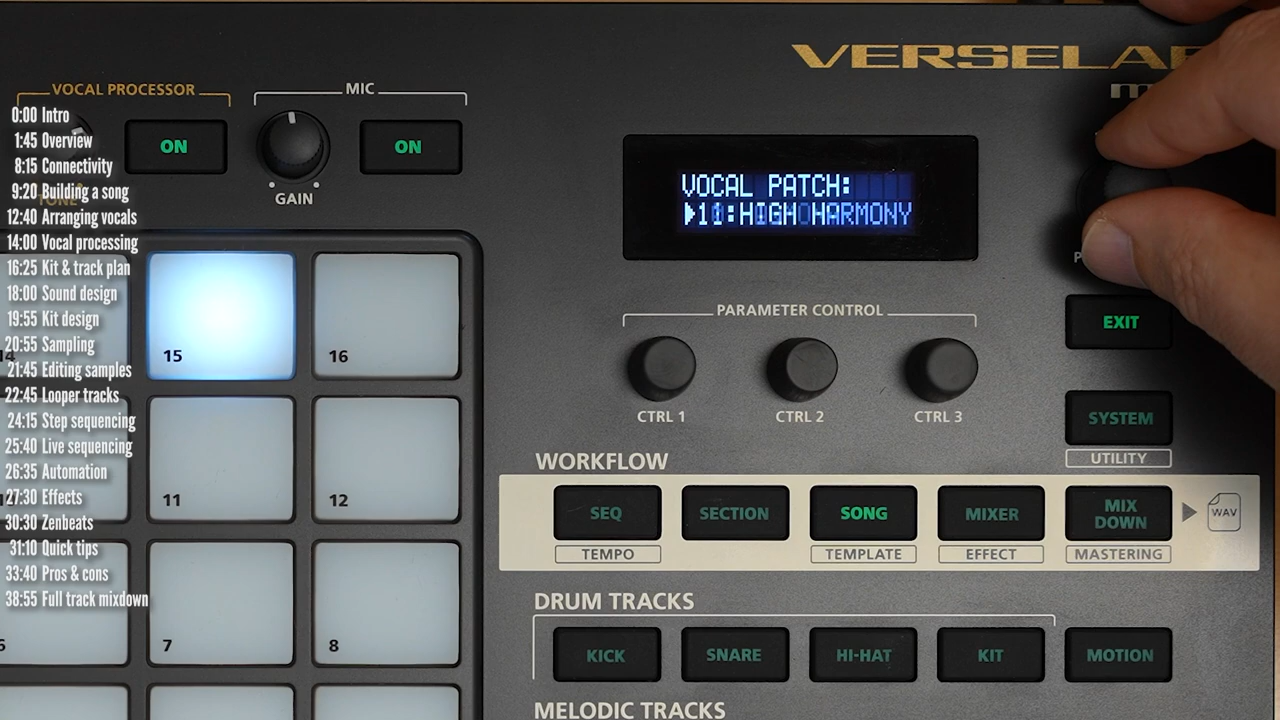 VERSELAB
VOCAL PROCESSOR
MIC
ON
ON
GAIN
VOCAL PATCH:
11:HIGH HARMONY
0:00 Intro
1:45 Overview
8:15 Connectivity
9:20 Building a song
12:40 Arranging vocals
14:00 Vocal processing
16:25 Kit & track plan
18:00 Sound design
19:55 Kit design
20:55 Sampling
21:45 Editing samples
22:45 Looper tracks
24:15 Step sequencing
25:40 Live sequencing
26:35 Automation
27:30 Effects
30:30 Zenbeats
31:10 Quick tips
33:40 Pros & cons
38:55 Full track mixdown
15
16
11
12
7
8
PARAMETER CONTROL
CTRL 1
CTRL 2
CTRL 3
EXIT
SYSTEM
UTILITY
WORKFLOW
SEQ
SECTION
SONG
MIXER
MIX
DOWN
WAV
TEMPO
TEMPLATE
EFFECT
MASTERING
DRUM TRACKS
KICK
SNARE
HI-HAT
KIT
MOTION
MELODIC TRACKS